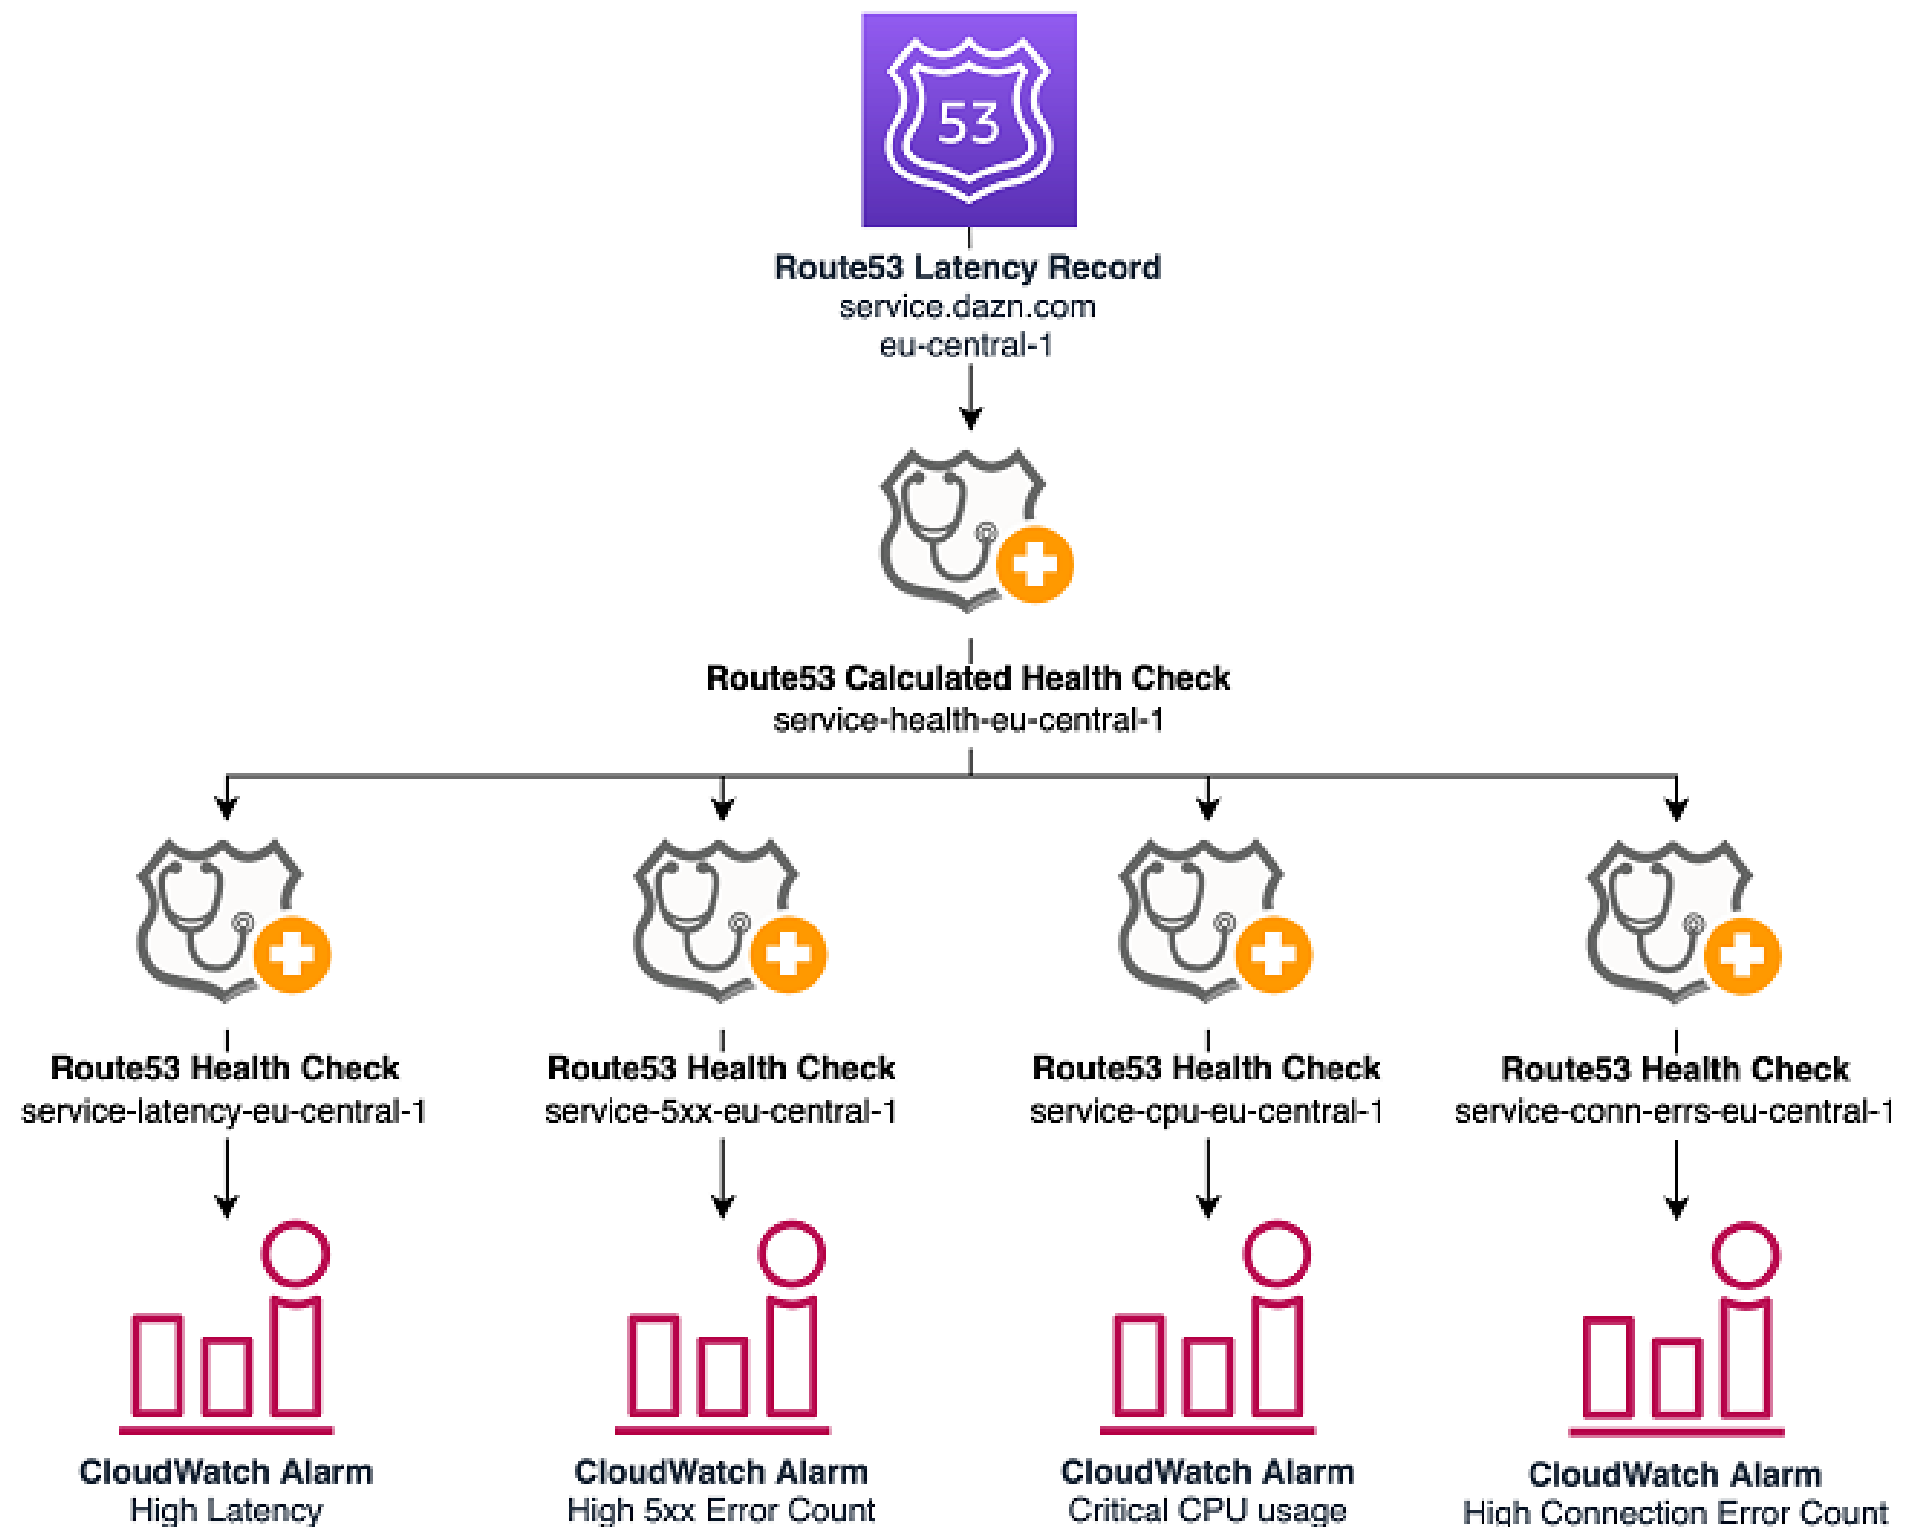 53
Route53 Latency Record
service.dazn.com
eu-central-1
Route53 Calculated Health Check
service-health-eu-central-1
Route53 Health Check
service-latency-eu-central-1
Route53 Health Check
service-5xx-eu-central-1
Route53 Health Check
service-cpu-eu-central-1
Route53 Health Check
service-conn-errs-eu-central-1
CloudWatch Alarm
High Latency
CloudWatch Alarm
High 5xx Error Count
CloudWatch Alarm
Critical CPU usage
CloudWatch Alarm
High Connection Error Count